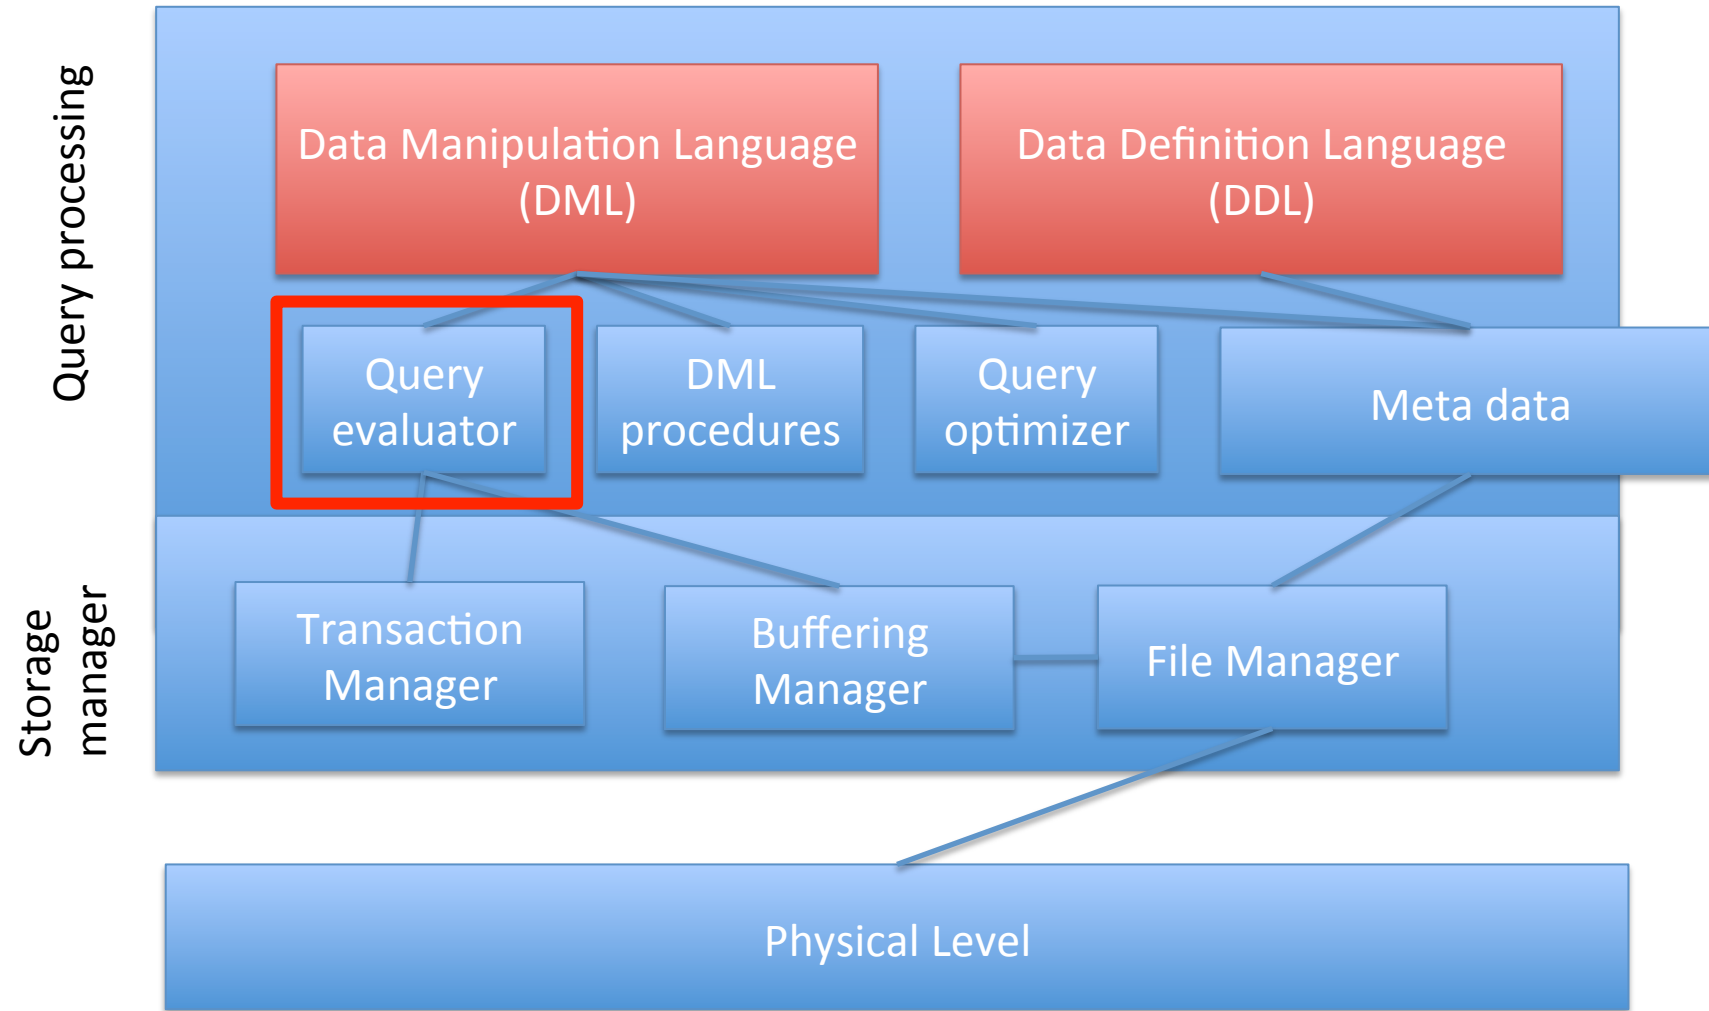 Query processing
Data Manipulation Language
(DML)
Data Definition Language
(DDL)
Query
evaluator
DML
procedures
Query
optimizer
Meta data
Storage
manager
Transaction
Manager
Buffering
Manager
File Manager
Physical Level